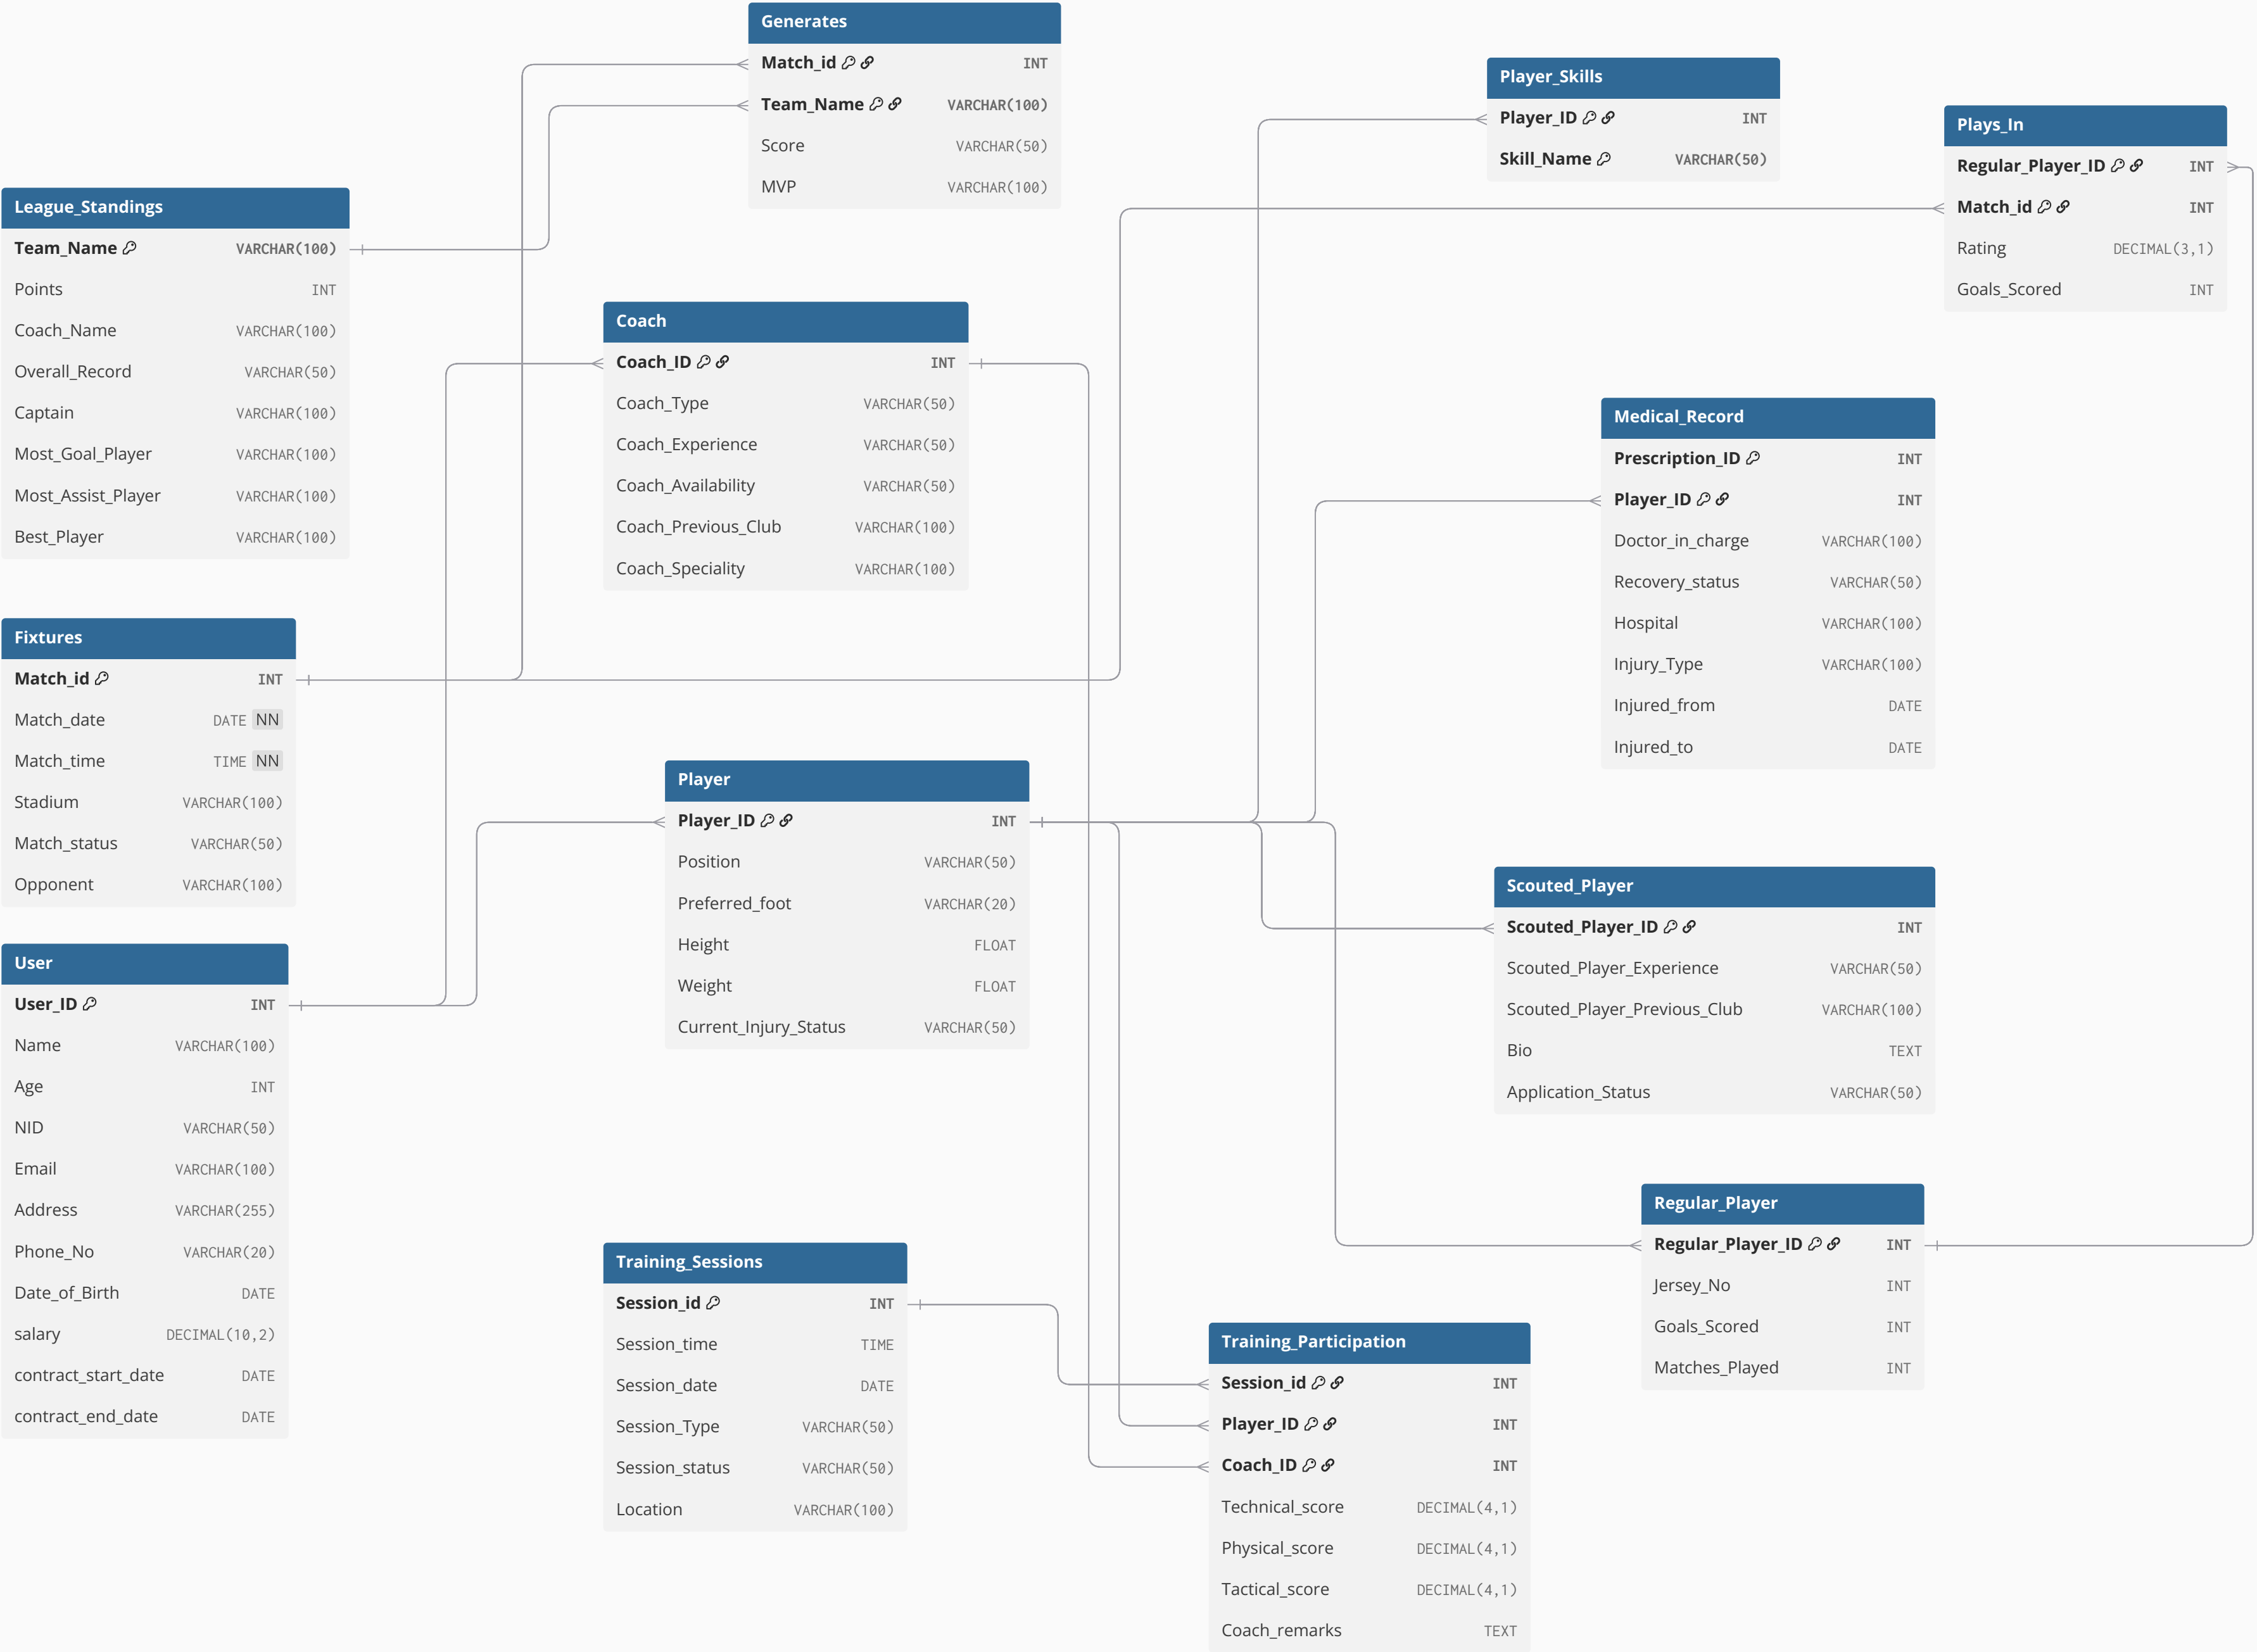 Generates
Match_id INT
Team_Name VARCHAR(100)
Score VARCHAR(50)
MVP VARCHAR(100)
Player_Skills
Player_ID INT
Skill_Name VARCHAR(50)
Plays_In
Regular_Player_ID INT
Match_id INT
Rating DECIMAL(3,1)
Goals_Scored INT
League_Standings
Team_Name VARCHAR(100)
Points INT
Coach_Name VARCHAR(100)
Overall_Record VARCHAR(50)
Captain VARCHAR(100)
Most_Goal_Player VARCHAR(100)
Most_Assist_Player VARCHAR(100)
Best_Player VARCHAR(100)
Coach
Coach_ID INT
Coach_Type VARCHAR(50)
Coach_Experience VARCHAR(50)
Coach_Availability VARCHAR(50)
Coach_Previous_Club VARCHAR(100)
Coach_Speciality VARCHAR(100)
Medical_Record
Prescription_ID INT
Player_ID INT
Doctor_in_charge VARCHAR(100)
Recovery_status VARCHAR(50)
Hospital VARCHAR(100)
Injury_Type VARCHAR(100)
Injured_from DATE
Injured_to DATE
Fixtures
Match_id INT
Match_date DATE NN
Match_time TIME NN
Stadium VARCHAR(100)
Match_status VARCHAR(50)
Opponent VARCHAR(100)
Player
Player_ID INT
Position VARCHAR(50)
Preferred_foot VARCHAR(20)
Height FLOAT
Weight FLOAT
Current_Injury_Status VARCHAR(50)
Scouted_Player
Scouted_Player_ID INT
Scouted_Player_Experience VARCHAR(50)
Scouted_Player_Previous_Club VARCHAR(100)
Bio TEXT
Application_Status VARCHAR(50)
User
User_ID INT
Name VARCHAR(100)
Age INT
NID VARCHAR(50)
Email VARCHAR(100)
Address VARCHAR(255)
Phone_No VARCHAR(20)
Date_of_Birth DATE
salary DECIMAL(10,2)
contract_start_date DATE
contract_end_date DATE
Regular_Player
Regular_Player_ID INT
Jersey_No INT
Goals_Scored INT
Matches_Played INT
Training_Sessions
Session_id INT
Session_time TIME
Session_date DATE
Session_Type VARCHAR(50)
Session_status VARCHAR(50)
Location VARCHAR(100)
Training_Participation
Session_id INT
Player_ID INT
Coach_ID INT
Technical_score DECIMAL(4,1)
Physical_score DECIMAL(4,1)
Tactical_score DECIMAL(4,1)
Coach_remarks TEXT